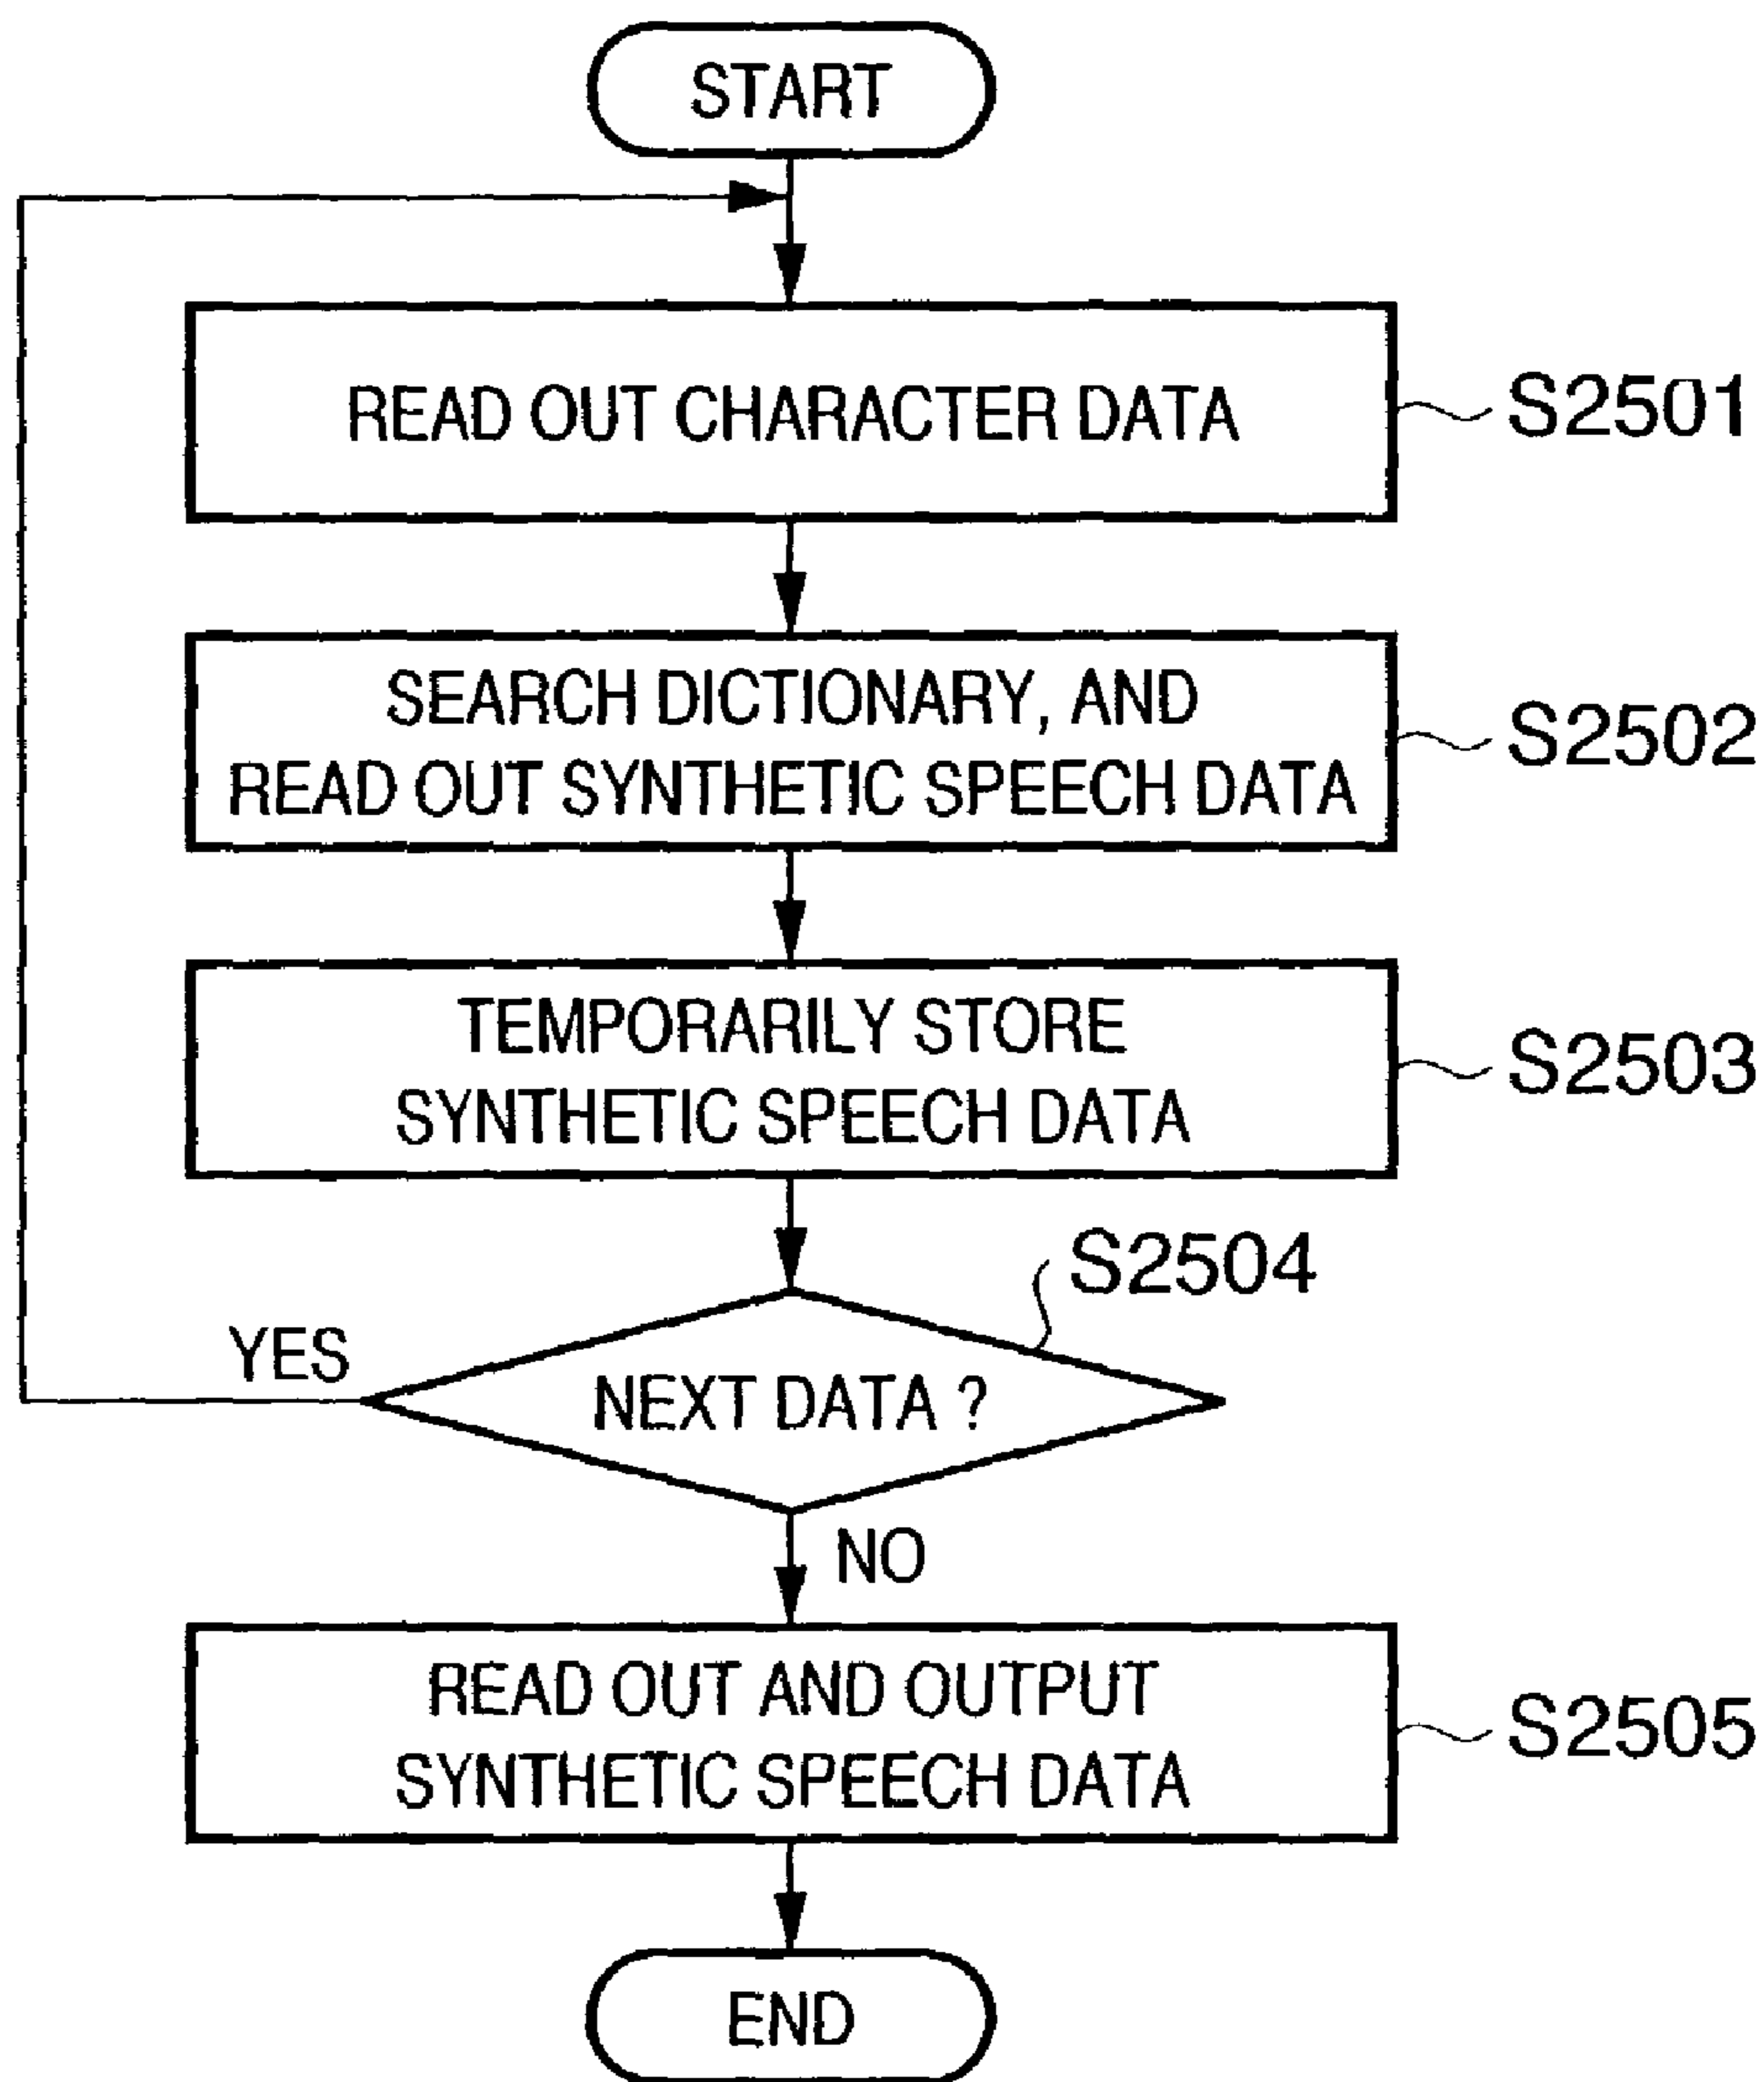 START
READ OUT CHARACTER DATA
S2501
SEARCH DICTIONARY, AND
READ OUT SYNTHETIC SPEECH DATA
S2502
TEMPORARILY STORE
SYNTHETIC SPEECH DATA
S2503
S2504
YES
NEXT DATA ?
NO
READ OUT AND OUTPUT
SYNTHETIC SPEECH DATA
S2505
END